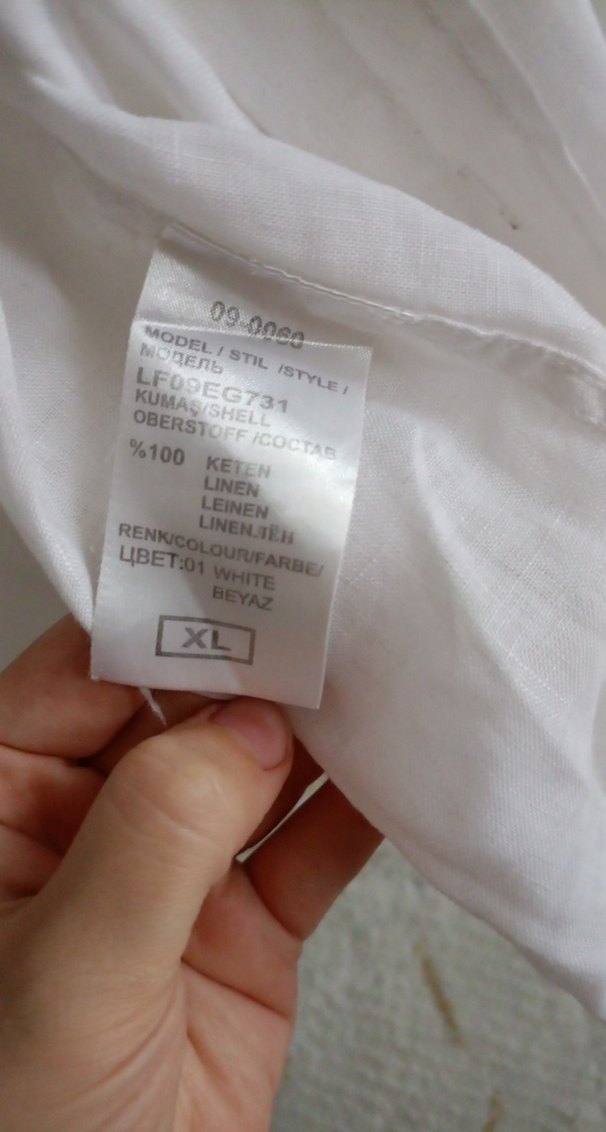 09-0060
MODEL / STIL /STYLE /
МОДЕЛЬ
LF09EG731
KUMAŞ/SHELL
OBERSTOFF /СОСТАВ
%100 KETEN
LINEN
LEINEN
LINEN.ЛЁН
RENK/COLOUR/FARBE/
ЦВЕТ:01 WHITE
BEYAZ
XL